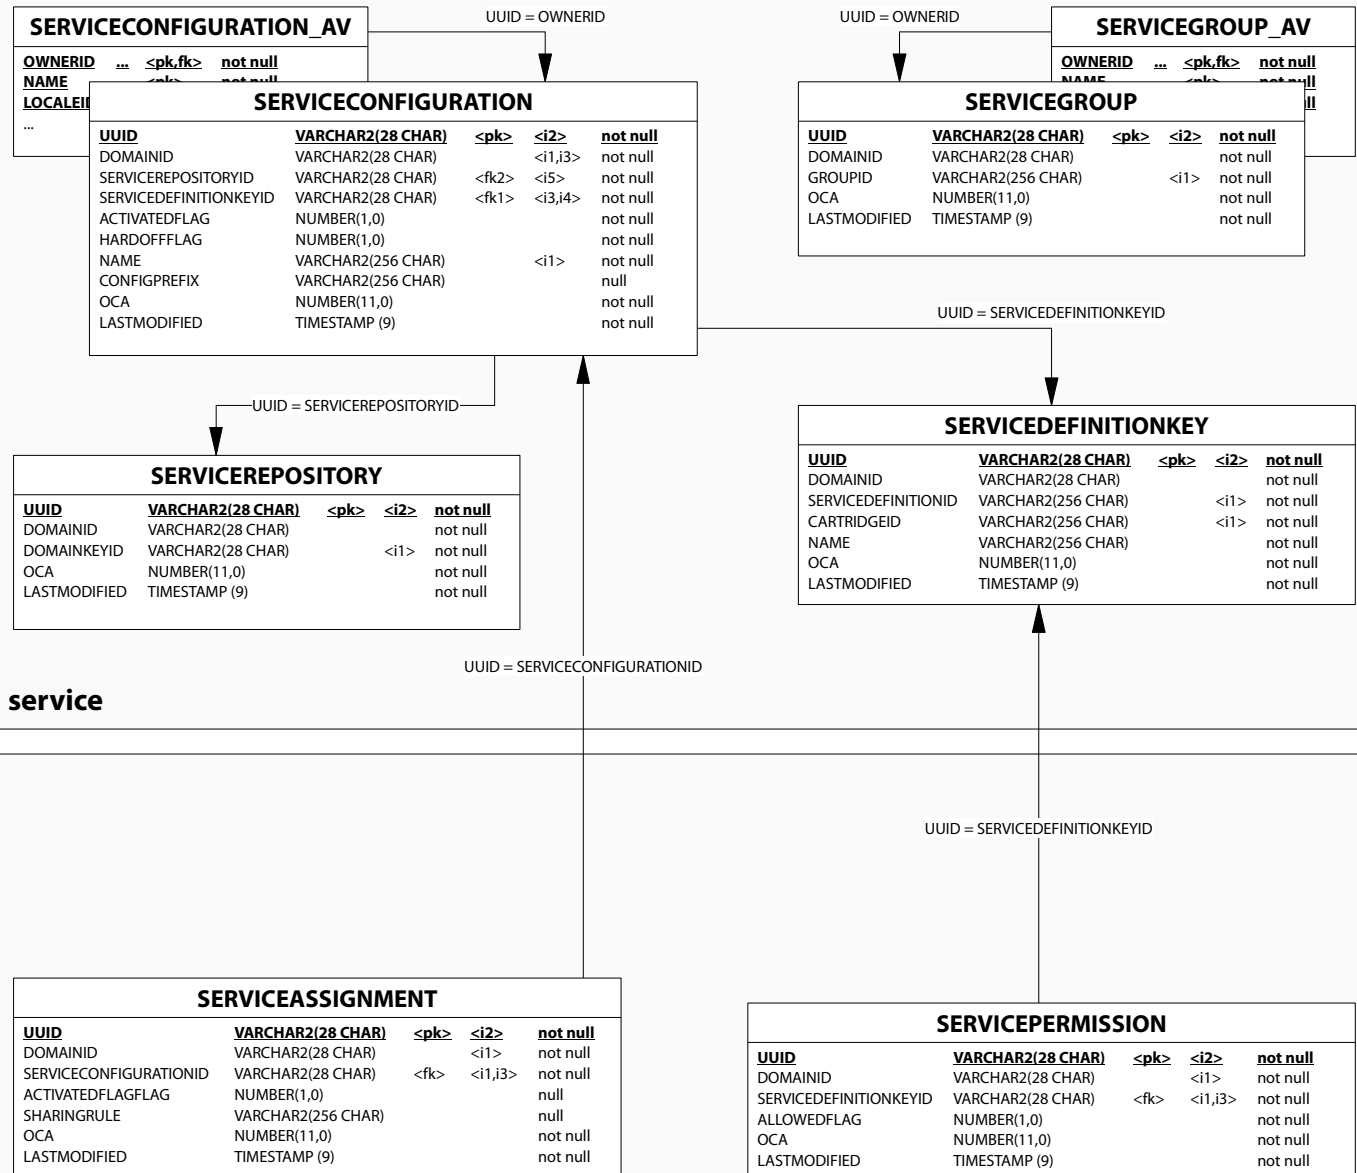 SERVICECONFIGURATION_AV
OWNERID ... <pk,fk> not null
NAME <pk> not null
LOCALEID
...
UUID = OWNERID
SERVICECONFIGURATION
UUID VARCHAR2(28 CHAR) <pk> <i2> not null
DOMAINID VARCHAR2(28 CHAR) <i1,i3> not null
SERVICEREPOSITORYID VARCHAR2(28 CHAR) <fk2> <i5> not null
SERVICEDEFINITIONKEYID VARCHAR2(28 CHAR) <fk1> <i3,i4> not null
ACTIVATEDFLAG NUMBER(1,0) not null
HARDOFFFLAG NUMBER(1,0) not null
NAME VARCHAR2(256 CHAR) <i1> not null
CONFIGPREFIX VARCHAR2(256 CHAR) null
OCA NUMBER(11,0) not null
LASTMODIFIED TIMESTAMP (9) not null
UUID = OWNERID
SERVICEGROUP_AV
OWNERID ... <pk,fk> not null
NAME <pk> not null
SERVICEGROUP
UUID VARCHAR2(28 CHAR) <pk> <i2> not null
DOMAINID VARCHAR2(28 CHAR) not null
GROUPID VARCHAR2(256 CHAR) <i1> not null
OCA NUMBER(11,0) not null
LASTMODIFIED TIMESTAMP (9) not null
UUID = SERVICEDEFINITIONKEYID
UUID = SERVICEREPOSITORYID
SERVICEREPOSITORY
UUID VARCHAR2(28 CHAR) <pk> <i2> not null
DOMAINID VARCHAR2(28 CHAR) not null
DOMAINKEYID VARCHAR2(28 CHAR) <i1> not null
OCA NUMBER(11,0) not null
LASTMODIFIED TIMESTAMP (9) not null
SERVICEDEFINITIONKEY
UUID VARCHAR2(28 CHAR) <pk> <i2> not null
DOMAINID VARCHAR2(28 CHAR) not null
SERVICEDEFINITIONID VARCHAR2(256 CHAR) <i1> not null
CARTRIDGEID VARCHAR2(256 CHAR) <i1> not null
NAME VARCHAR2(256 CHAR) not null
OCA NUMBER(11,0) not null
LASTMODIFIED TIMESTAMP (9) not null
UUID = SERVICECONFIGURATIONID
service
UUID = SERVICEDEFINITIONKEYID
SERVICEASSIGNMENT
UUID VARCHAR2(28 CHAR) <pk> <i2> not null
DOMAINID VARCHAR2(28 CHAR) <i1> not null
SERVICECONFIGURATIONID VARCHAR2(28 CHAR) <fk> <i1,i3> not null
ACTIVATEDFLAGFLAG NUMBER(1,0) null
SHARINGRULE VARCHAR2(256 CHAR) null
OCA NUMBER(11,0) not null
LASTMODIFIED TIMESTAMP (9) not null
SERVICEPERMISSION
UUID VARCHAR2(28 CHAR) <pk> <i2> not null
DOMAINID VARCHAR2(28 CHAR) <i1> not null
SERVICEDEFINITIONKEYID VARCHAR2(28 CHAR) <fk> <i1,i3> not null
ALLOWEDFLAG NUMBER(1,0) not null
OCA NUMBER(11,0) not null
LASTMODIFIED TIMESTAMP (9) not null